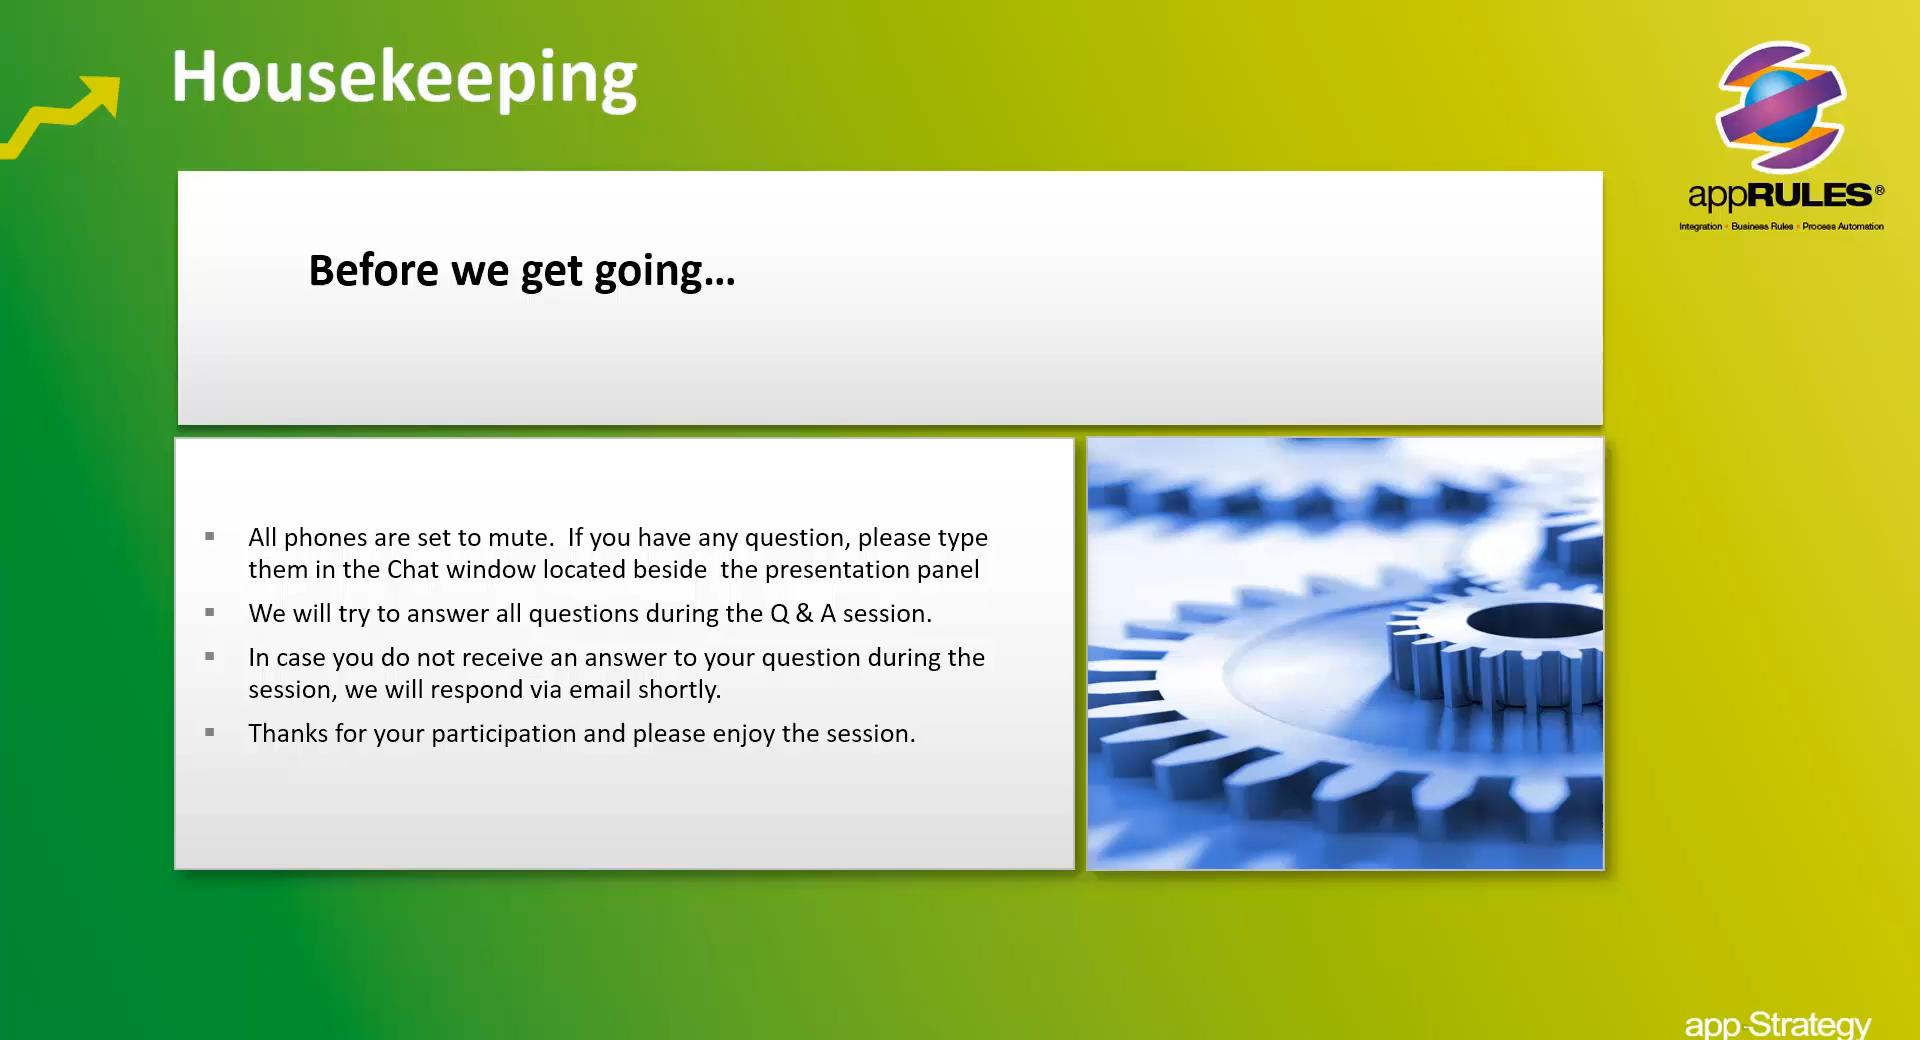 Housekeeping
appRULES®
Integration • Business Rules • Process Automation
Before we get going...
▪ All phones are set to mute.  If you have any question, please type
them in the Chat window located beside  the presentation panel
▪ We will try to answer all questions during the Q & A session.
▪ In case you do not receive an answer to your question during the
session, we will respond via email shortly.
▪ Thanks for your participation and please enjoy the session.
app-Strategy